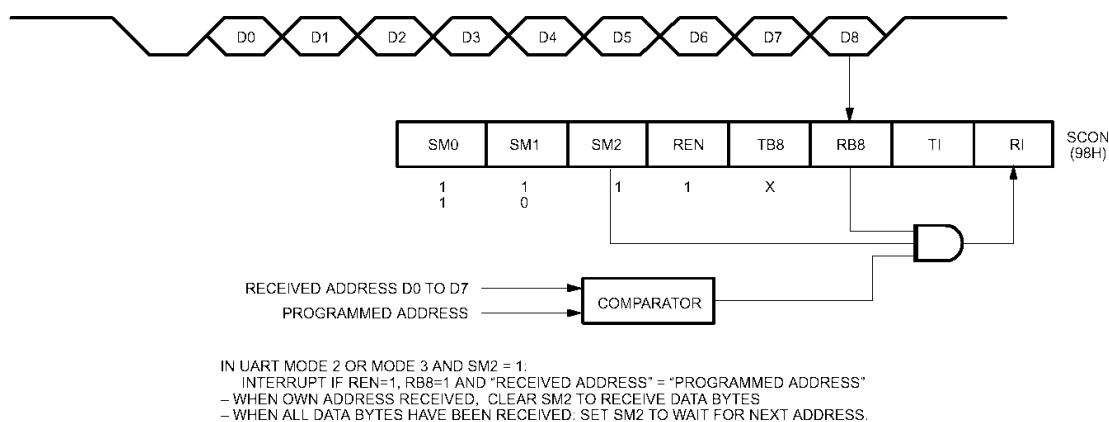 D0 D1 D2 D3 D4 D5 D6 D7 D8
SM0 SM1 SM2 REN TB8 RB8 TI RI
SCON
(98H)
1 1 1 1 X
1 0
RECEIVED ADDRESS D0 TO D7
PROGRAMMED ADDRESS
COMPARATOR
IN UART MODE 2 OR MODE 3 AND SM2 = 1:
INTERRUPT IF REN=1, RB8=1 AND “RECEIVED ADDRESS” = “PROGRAMMED ADDRESS”
– WHEN OWN ADDRESS RECEIVED, CLEAR SM2 TO RECEIVE DATA BYTES
– WHEN ALL DATA BYTES HAVE BEEN RECEIVED: SET SM2 TO WAIT FOR NEXT ADDRESS.